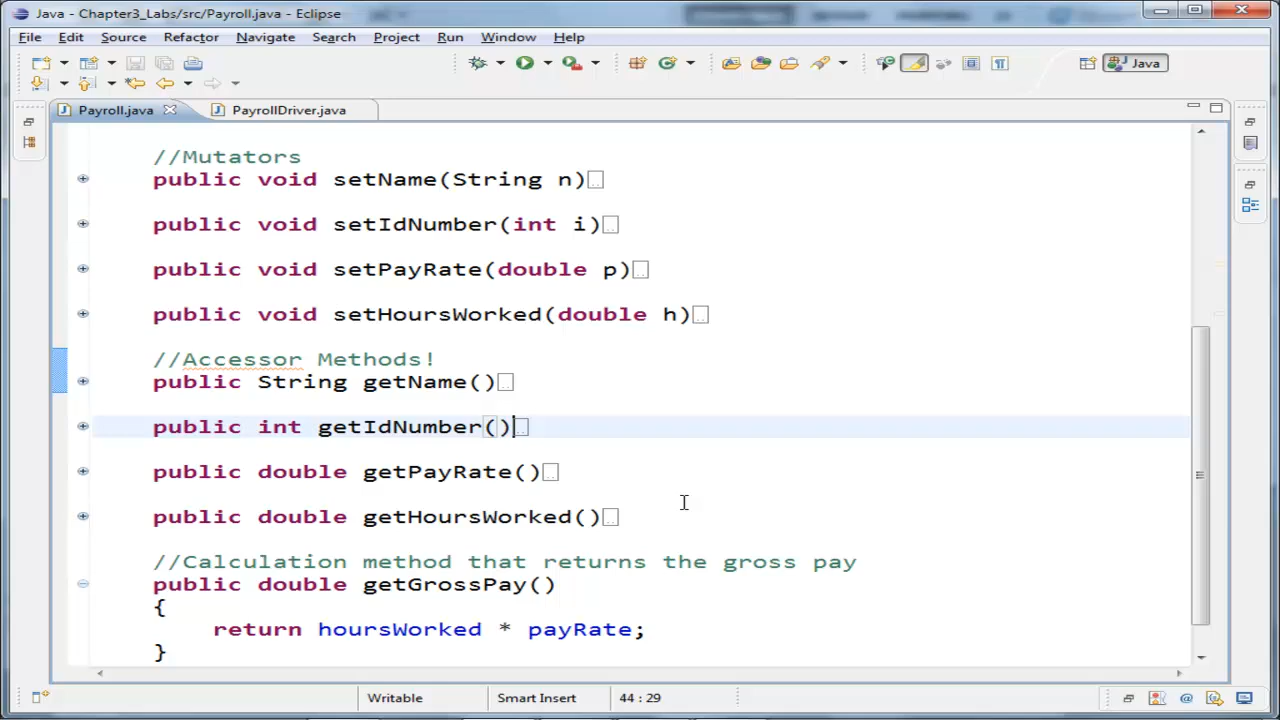 Java - Chapter3_Labs/src/Payroll.java - Eclipse
File Edit Source Refactor Navigate Search Project Run Window Help
Java
Payroll.java PayrollDriver.java
//Mutators
public void setName(String n)
public void setIdNumber(int i)
public void setPayRate(double p)
public void setHoursWorked(double h)
//Accessor Methods!
public String getName()
public int getIdNumber()
public double getPayRate()
public double getHoursWorked()
//Calculation method that returns the gross pay
public double getGrossPay()
{
return hoursWorked * payRate;
}
Writable Smart Insert 44 : 29